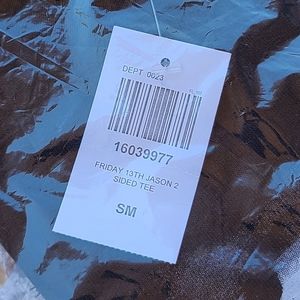 DEPT 0023
16039977
FRIDAY 13TH JASON 2
SIDED TEE
SM